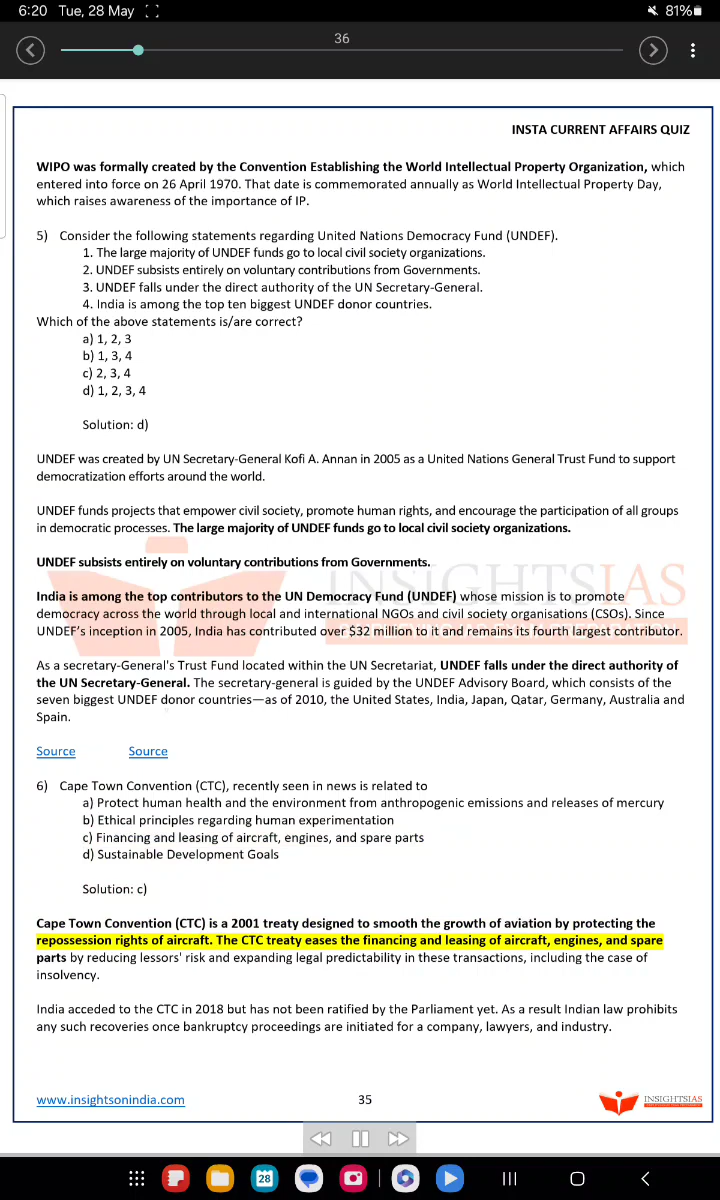 6:20 Tue, 28 May
81%
36
INSTA CURRENT AFFAIRS QUIZ
WIPO was formally created by the Convention Establishing the World Intellectual Property Organization, which
entered into force on 26 April 1970. That date is commemorated annually as World Intellectual Property Day,
which raises awareness of the importance of IP.
5) Consider the following statements regarding United Nations Democracy Fund (UNDEF).
1. The large majority of UNDEF funds go to local civil society organizations.
2. UNDEF subsists entirely on voluntary contributions from Governments.
3. UNDEF falls under the direct authority of the UN Secretary-General.
4. India is among the top ten biggest UNDEF donor countries.
Which of the above statements is/are correct?
a) 1, 2, 3
b) 1, 3, 4
c) 2, 3, 4
d) 1, 2, 3, 4
Solution: d)
UNDEF was created by UN Secretary-General Kofi A. Annan in 2005 as a United Nations General Trust Fund to support
democratization efforts around the world.
UNDEF funds projects that empower civil society, promote human rights, and encourage the participation of all groups
in democratic processes. The large majority of UNDEF funds go to local civil society organizations.
UNDEF subsists entirely on voluntary contributions from Governments.
INSIGHTSIAS
India is among the top contributors to the UN Democracy Fund (UNDEF) whose mission is to promote
democracy across the world through local and international NGOs and civil society organisations (CSOs). Since
UNDEF's inception in 2005, India has contributed over $32 million to it and remains its fourth largest contributor.
As a secretary-General's Trust Fund located within the UN Secretariat, UNDEF falls under the direct authority of
the UN Secretary-General. The secretary-general is guided by the UNDEF Advisory Board, which consists of the
seven biggest UNDEF donor countries—as of 2010, the United States, India, Japan, Qatar, Germany, Australia and
Spain.
Source Source
6) Cape Town Convention (CTC), recently seen in news is related to
a) Protect human health and the environment from anthropogenic emissions and releases of mercury
b) Ethical principles regarding human experimentation
c) Financing and leasing of aircraft, engines, and spare parts
d) Sustainable Development Goals
Solution: c)
Cape Town Convention (CTC) is a 2001 treaty designed to smooth the growth of aviation by protecting the
repossession rights of aircraft. The CTC treaty eases the financing and leasing of aircraft, engines, and spare
parts by reducing lessors' risk and expanding legal predictability in these transactions, including the case of
insolvency.
India acceded to the CTC in 2018 but has not been ratified by the Parliament yet. As a result Indian law prohibits
any such recoveries once bankruptcy proceedings are initiated for a company, lawyers, and industry.
www.insightsonindia.com
35
INSIGHTSIAS
28